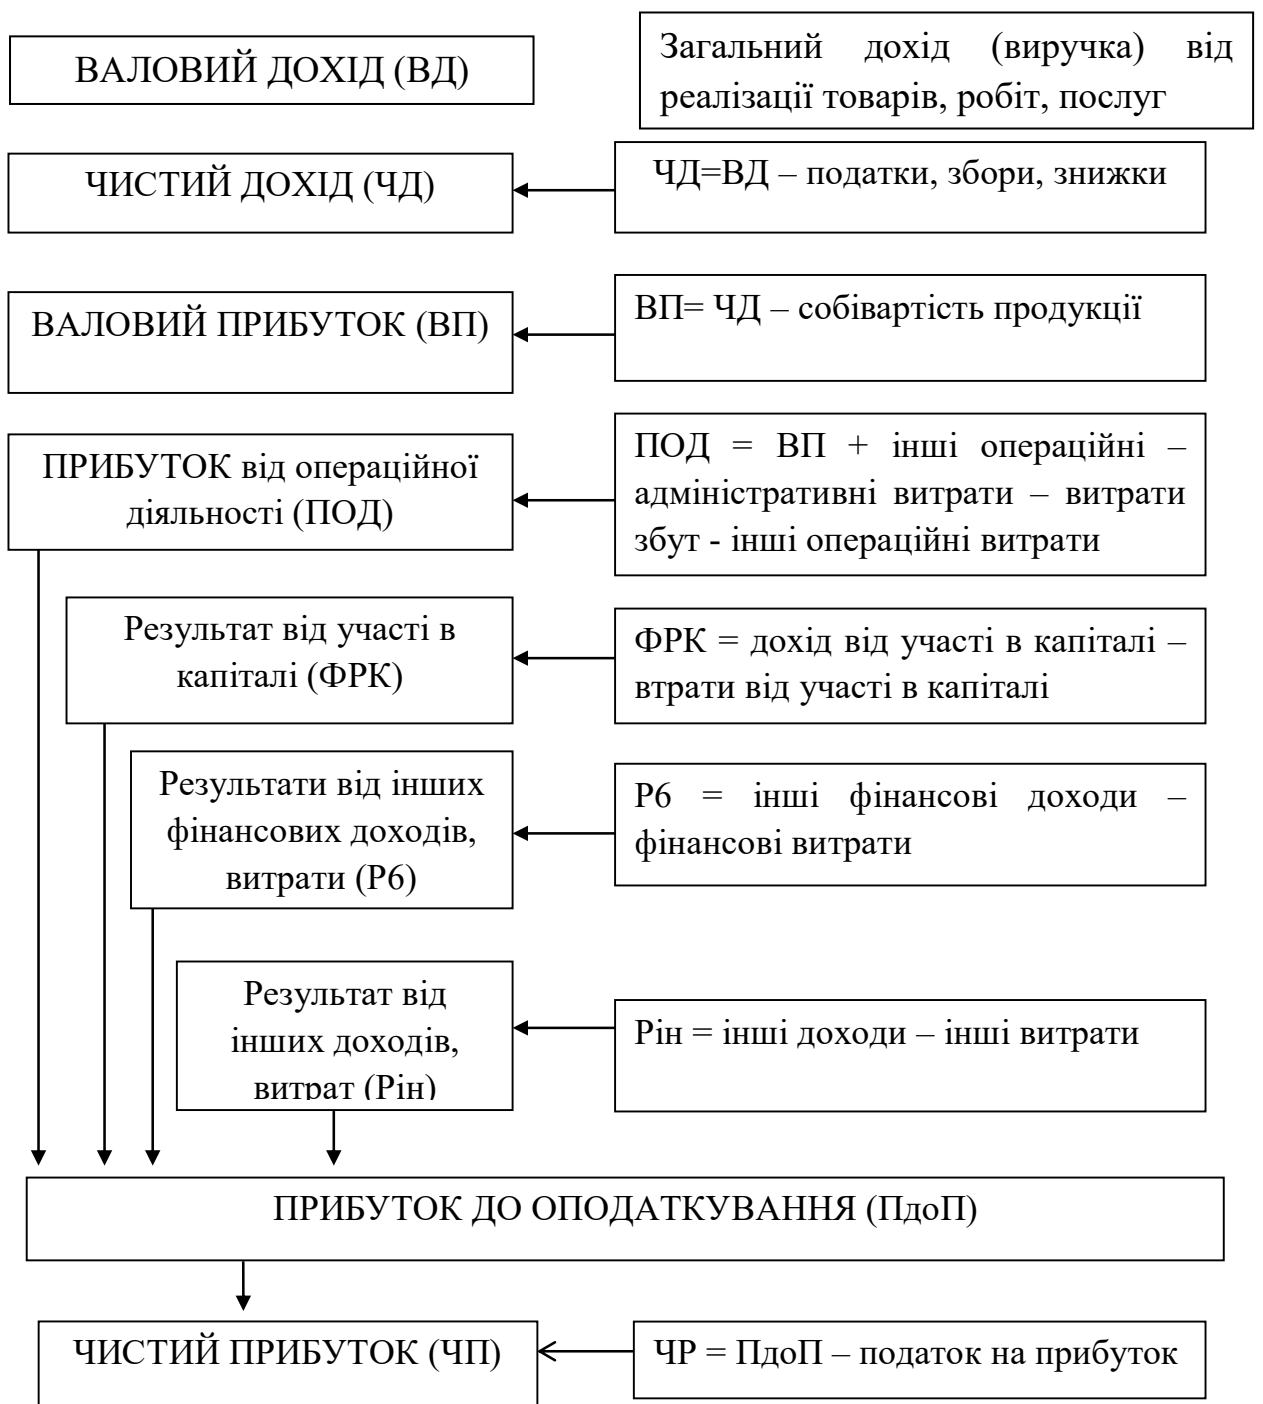 ВАЛОВИЙ ДОХІД (ВД)
Загальний дохід (виручка) від
реалізації товарів, робіт, послуг
ЧИСТИЙ ДОХІД (ЧД)
ЧД=ВД – податки, збори, знижки
ВАЛОВИЙ ПРИБУТОК (ВП)
ВП= ЧД – собівартість продукції
ПРИБУТОК від операційної
діяльності (ПОД)
ПОД = ВП + інші операційні –
адміністративні витрати – витрати
збут - інші операційні витрати
Результат від участі в
капіталі (ФРК)
ФРК = дохід від участі в капіталі –
втрати від участі в капіталі
Результати від інших
фінансових доходів,
витрати (Р6)
Р6 = інші фінансові доходи –
фінансові витрати
Результат від
інших доходів,
витрат (Рін)
Рін = інші доходи – інші витрати
ПРИБУТОК ДО ОПОДАТКУВАННЯ (ПдоП)
ЧИСТИЙ ПРИБУТОК (ЧП)
ЧР = ПдоП – податок на прибуток